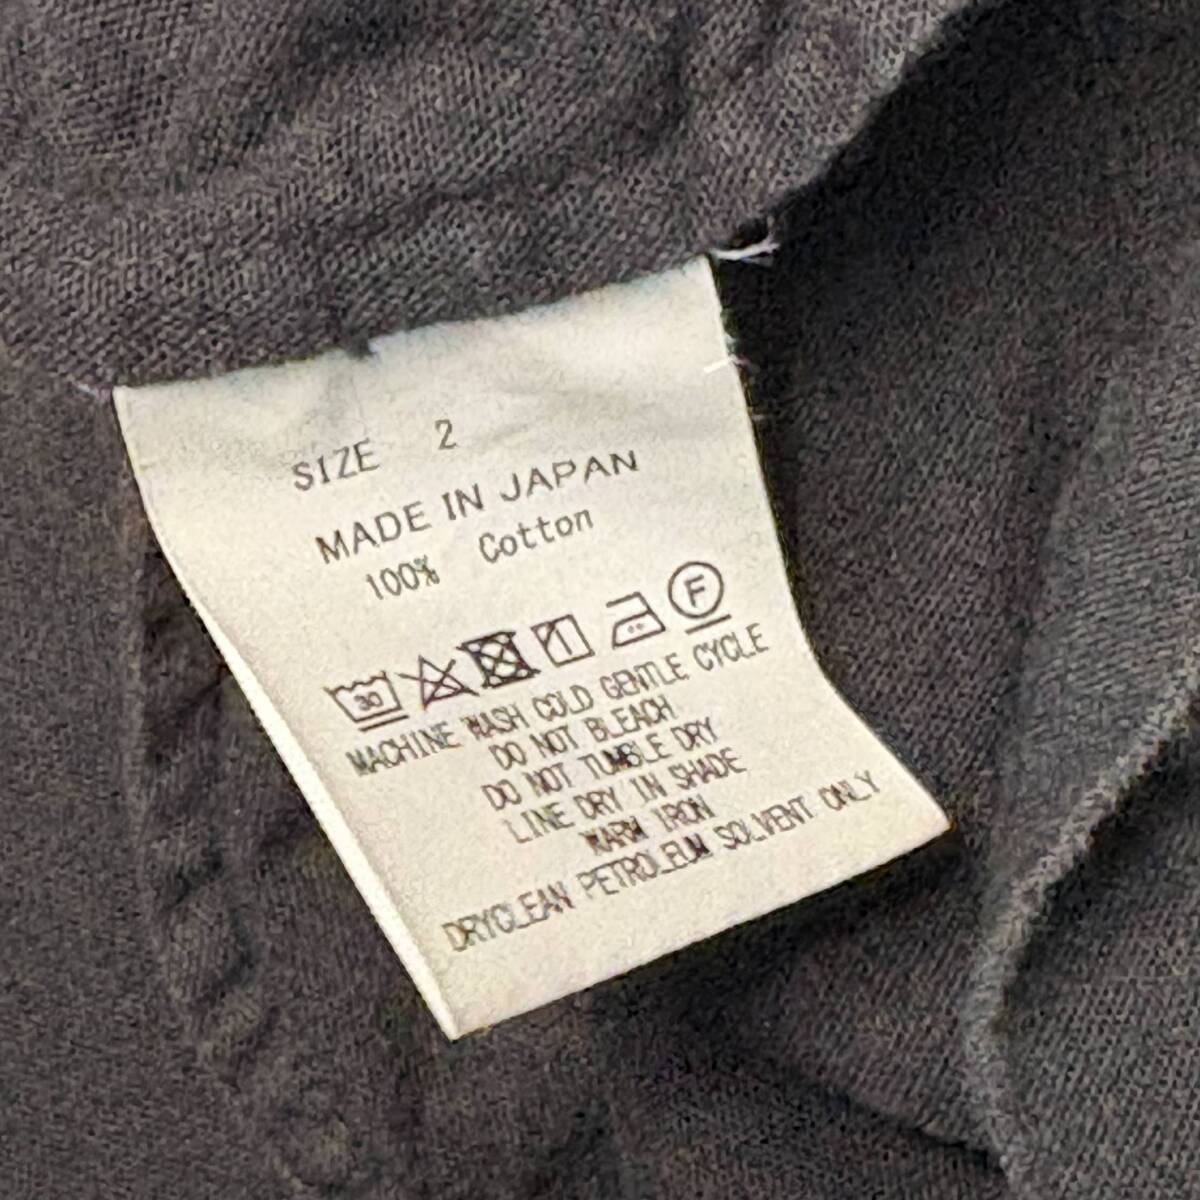 SIZE 2
MADE IN JAPAN
100% Cotton
30 F
MACHINE WASH COLD GENTLE CYCLE
DO NOT BLEACH
DO NOT TUMBLE DRY
LINE DRY IN SHADE
WARM IRON
DRYCLEAN PETROLEUM SOLVENT ONLY